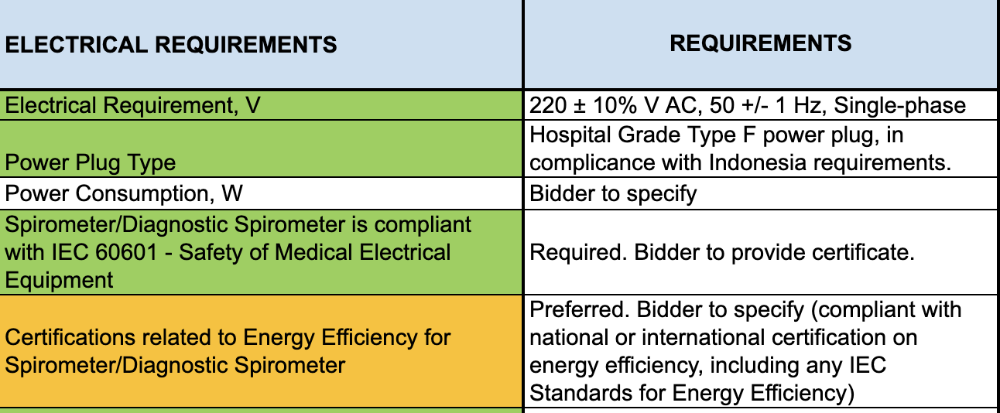 ELECTRICAL REQUIREMENTS
REQUIREMENTS
Electrical Requirement, V
220 ± 10% V AC, 50 +/- 1 Hz, Single-phase
Power Plug Type
Hospital Grade Type F power plug, in
complicance with Indonesia requirements.
Power Consumption, W
Bidder to specify
Spirometer/Diagnostic Spirometer is compliant
with IEC 60601 - Safety of Medical Electrical
Equipment
Required. Bidder to provide certificate.
Certifications related to Energy Efficiency for
Spirometer/Diagnostic Spirometer
Preferred. Bidder to specify (compliant with
national or international certification on
energy efficiency, including any IEC
Standards for Energy Efficiency)